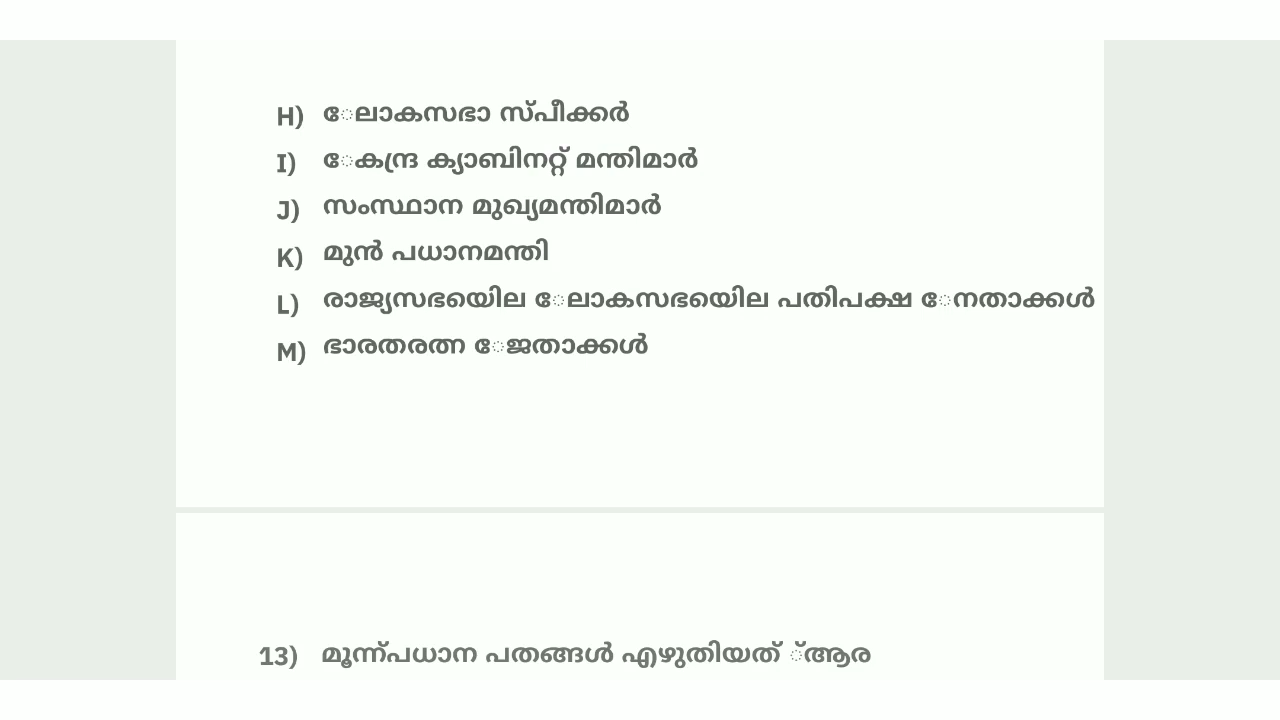 H) േലാകസഭാ സ്പീക്കർ
I) േകന്ദ്ര ക്യാബിനറ്റ് മന്തിമാർ
J) സംസ്ഥാന മുഖ്യമന്തിമാർ
K) മുൻ പധാനമന്തി
L) രാജ്യസഭയിെല േലാകസഭയിെല പതിപക്ഷ േനതാക്കൾ
M) ഭാരതരത്ന േജതാക്കൾ
13) മൂന്ന്പധാന പതങ്ങൾ എഴുതിയത് ്ആര